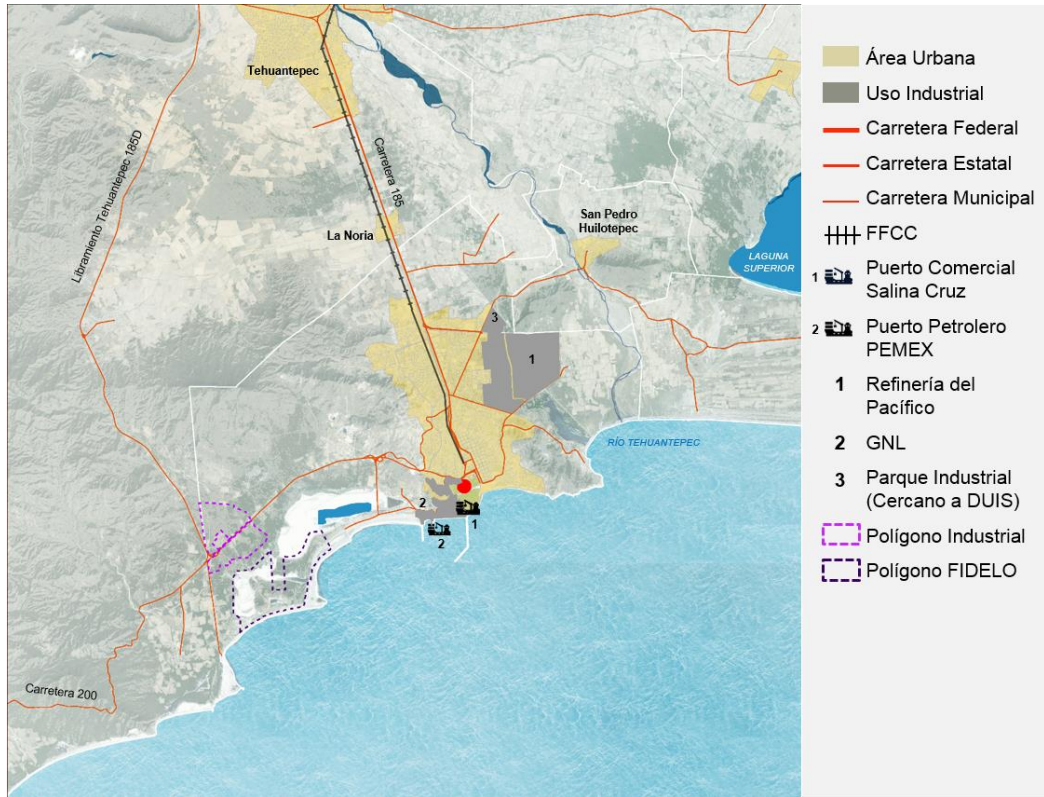 Tehuantepec
Libramiento Tehuantepec 185D
Carretera 185
La Noria
San Pedro
Huilotepec
LAGUNA
SUPERIOR
3
1
RÍO TEHUANTEPEC
2
1
2
Carretera 200
Área Urbana
Uso Industrial
Carretera Federal
Carretera Estatal
Carretera Municipal
FFCC
1 Puerto Comercial
Salina Cruz
2 Puerto Petrolero
PEMEX
1 Refinería del
Pacífico
2 GNL
3 Parque Industrial
(Cercano a DUIS)
Polígono Industrial
Polígono FIDELO